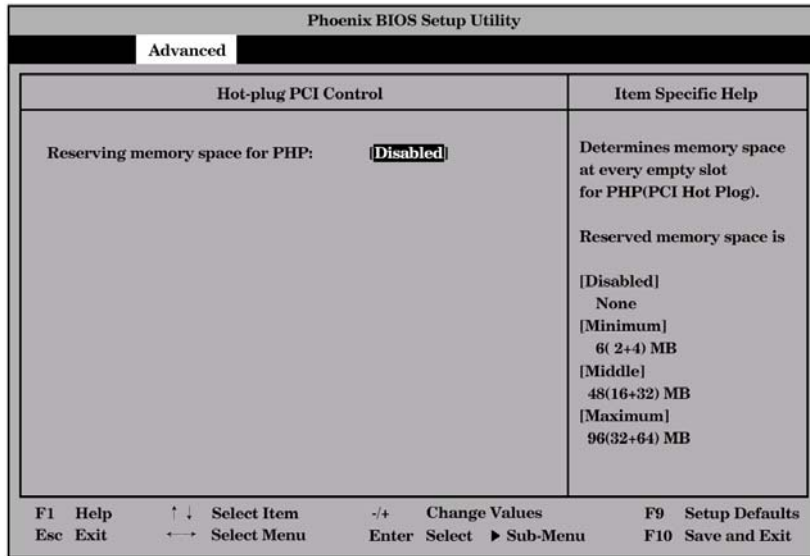 Phoenix BIOS Setup Utility
Advanced
Hot-plug PCI Control
Item Specific Help
Reserving memory space for PHP: [Disabled]
Determines memory space
at every empty slot
for PHP(PCI Hot Plog).
Reserved memory space is
[Disabled]
None
[Minimum]
6( 2+4) MB
[Middle]
48(16+32) MB
[Maximum]
96(32+64) MB
F1 Help ↑ ↓ Select Item -/+ Change Values F9 Setup Defaults
Esc Exit ←→ Select Menu Enter Select ▶ Sub-Menu F10 Save and Exit